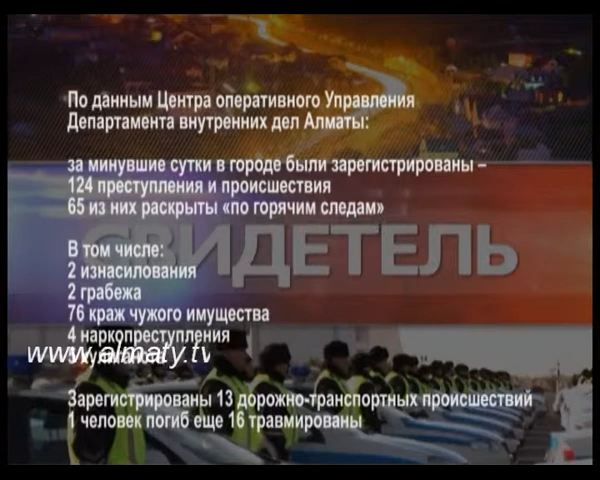 По данным Центра оперативного Управления
Департамента внутренних дел Алматы:
за минувшие сутки в городе были зарегистрированы –
124 преступления и происшествия
65 из них раскрыты «по горячим следам»
СВИДЕТЕЛЬ
В том числе:
2 изнасилования
2 грабежа
76 краж чужого имущества
4 наркопреступления
www.almaty.tv
Зарегистрированы 13 дорожно-транспортных происшествий
1 человек погиб еще 16 травмированы